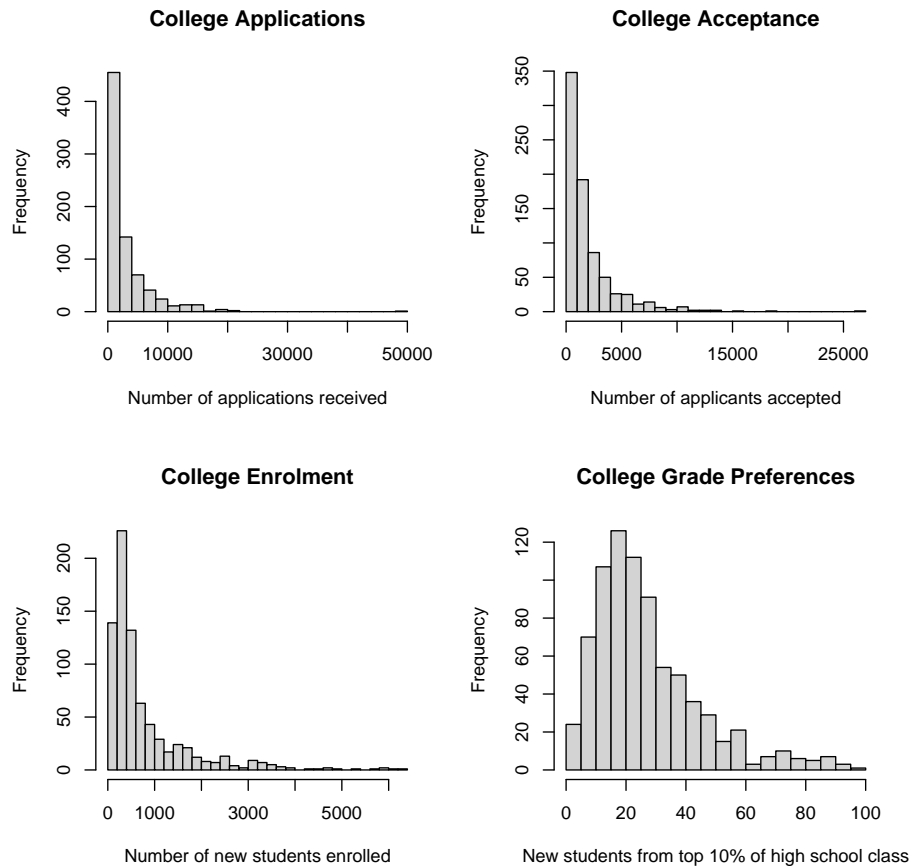 College Applications
Frequency
0 100 200 300 400
0 10000 30000 50000
Number of applications received
College Acceptance
Frequency
0 50 150 250 350
0 5000 15000 25000
Number of applicants accepted
College Enrolment
Frequency
0 50 100 150 200
0 1000 3000 5000
Number of new students enrolled
College Grade Preferences
Frequency
0 20 40 60 80 120
0 20 40 60 80 100
New students from top 10% of high school class